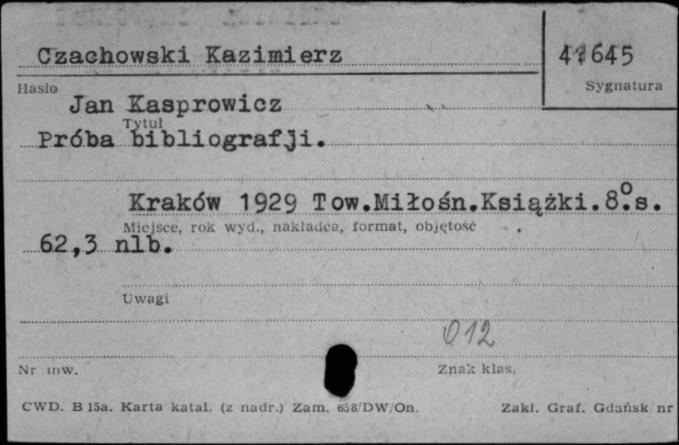 Czachowski Kazimierz
645
Sygnatura
Hasło
Jan Kasprowicz
Tytuł
Próba bibliografji.
Kraków 1929 Tow.Miłośn.Książki.8°.s.
Miejsce, rok wyd., nakładca, format, objętość
62,3 nlb.
Uwagi
012
Nr inw.
Znak klas.
CWD. B 15a. Karta katal. (z nadr.) Zam. 658/DW/On.
Zakł. Graf. Gdańsk nr